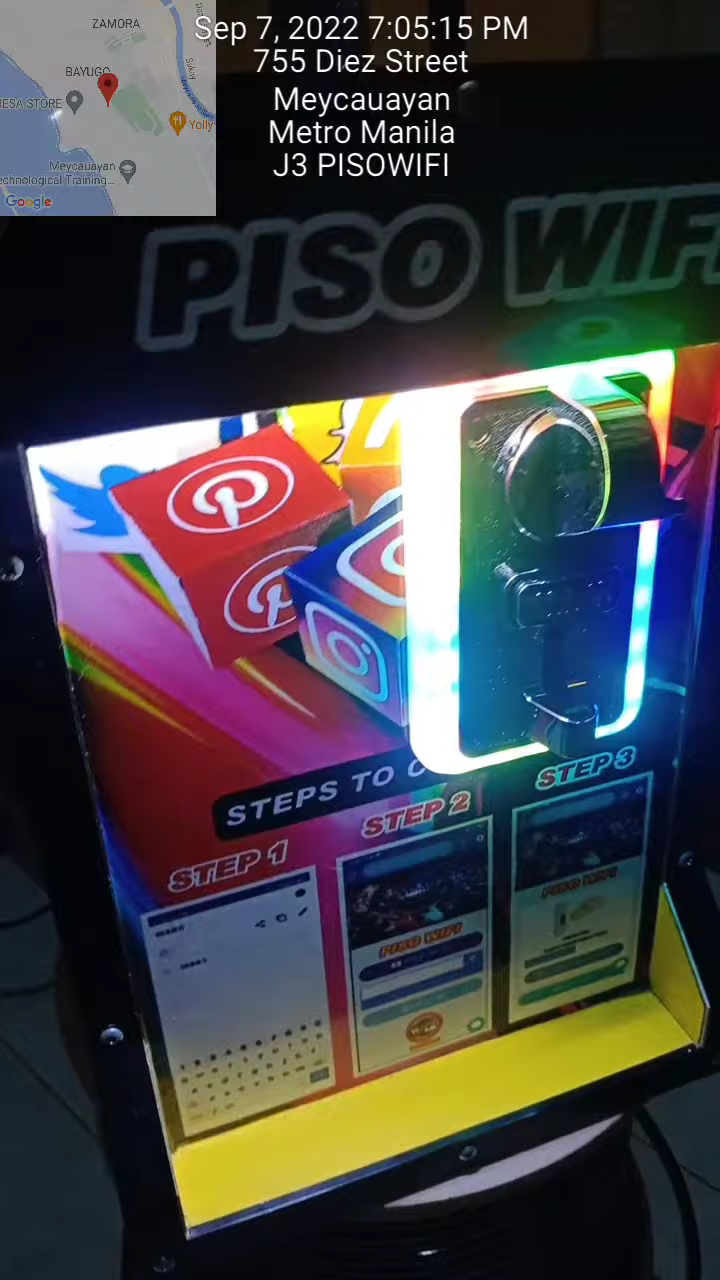 ZAMORA
BAYUGO
RESA STORE
Yolly
Meycauayan
echnological Training...
Google
Sep 7, 2022 7:05:15 PM
755 Diez Street
Meycauayan
Metro Manila
J3 PISOWIFI
PISO WIFI
STEPS TO C
STEP 1
STEP 2
STEP 3
PISO WIFI
PISO WIFI